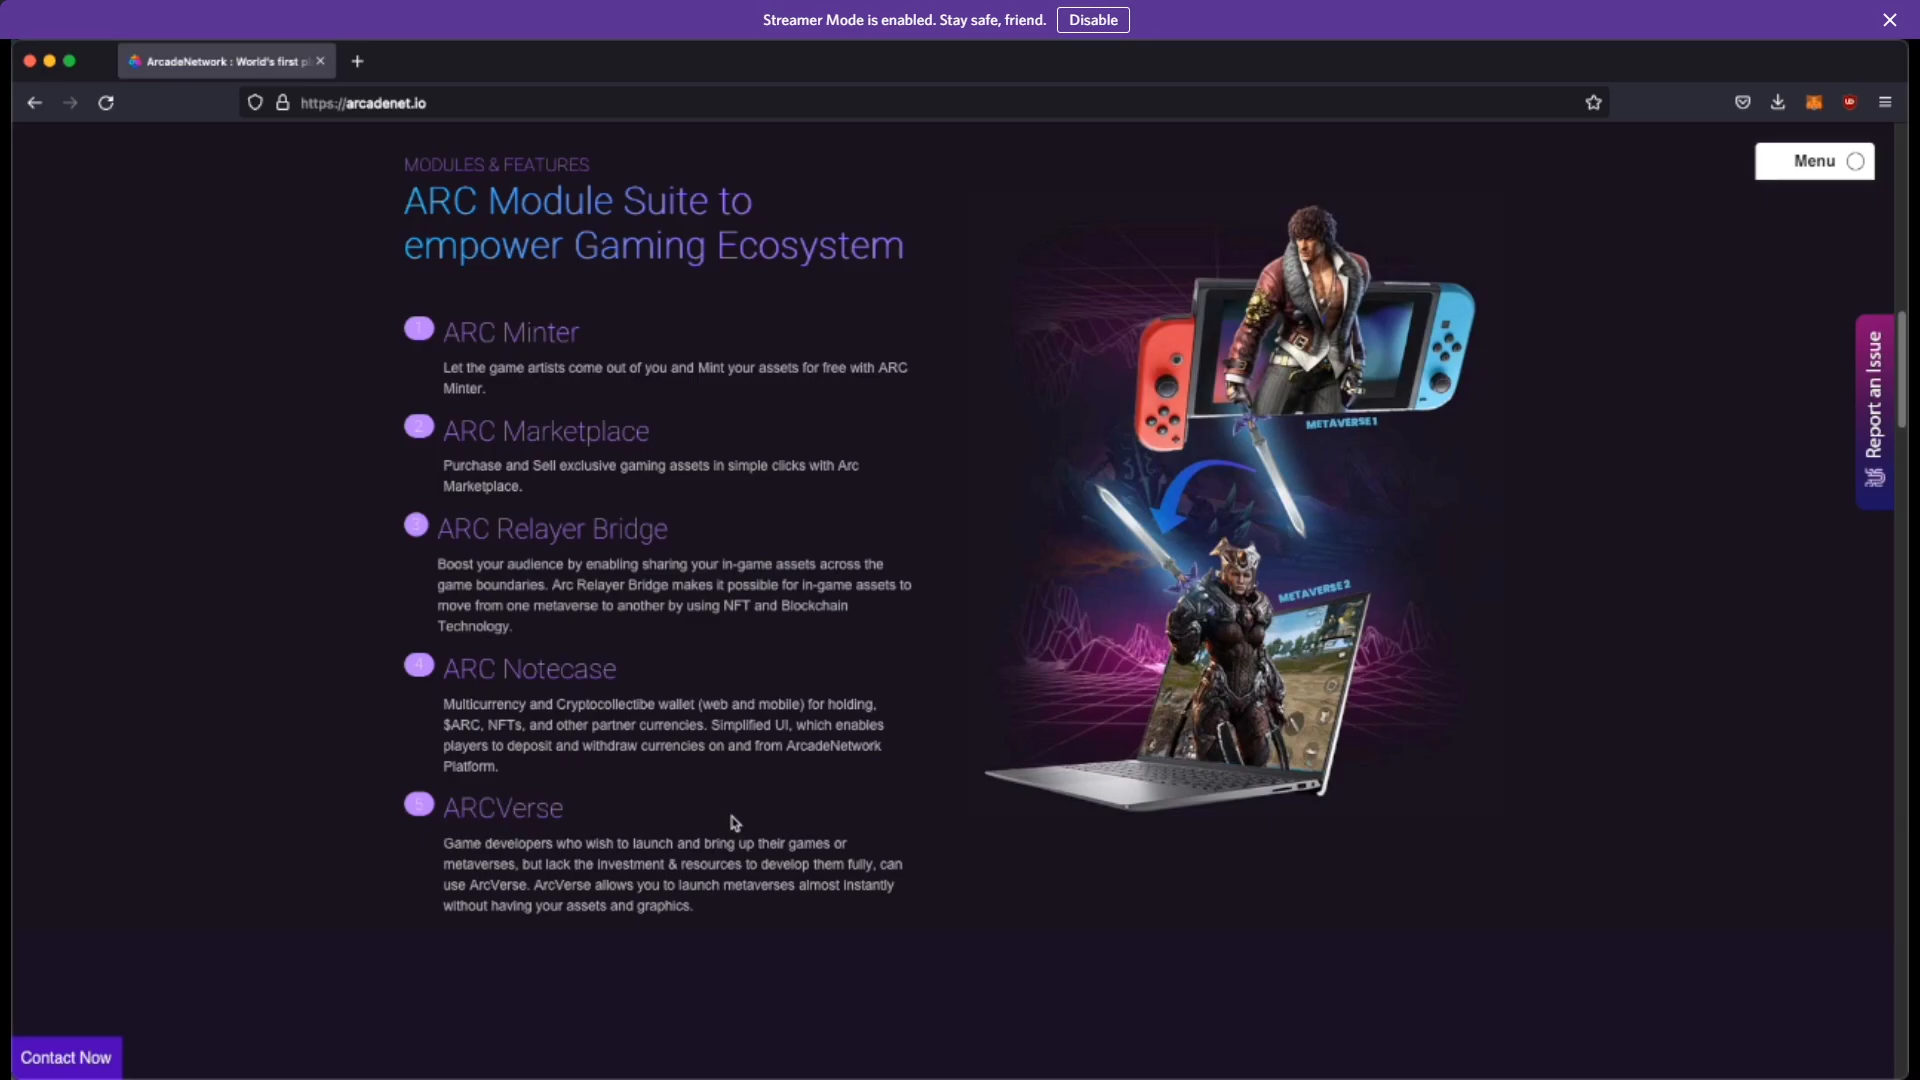 Streamer Mode is enabled. Stay safe, friend. Disable
ArcadeNetwork : World's first pl
https://arcadenet.io
Menu
MODULES & FEATURES
ARC Module Suite to
empower Gaming Ecosystem
1 ARC Minter
Let the game artists come out of you and Mint your assets for free with ARC
Minter.
2 ARC Marketplace
Purchase and Sell exclusive gaming assets in simple clicks with Arc
Marketplace.
3 ARC Relayer Bridge
Boost your audience by enabling sharing your in-game assets across the
game boundaries. Arc Relayer Bridge makes it possible for in-game assets to
move from one metaverse to another by using NFT and Blockchain
Technology.
4 ARC Notecase
Multicurrency and Cryptocollectibe wallet (web and mobile) for holding,
$ARC, NFTs, and other partner currencies. Simplified UI, which enables
players to deposit and withdraw currencies on and from ArcadeNetwork
Platform.
5 ARCVerse
Game developers who wish to launch and bring up their games or
metaverses, but lack the investment & resources to develop them fully, can
use ArcVerse. ArcVerse allows you to launch metaverses almost instantly
without having your assets and graphics.
METAVERSE 1
METAVERSE 2
Report an Issue
Contact Now